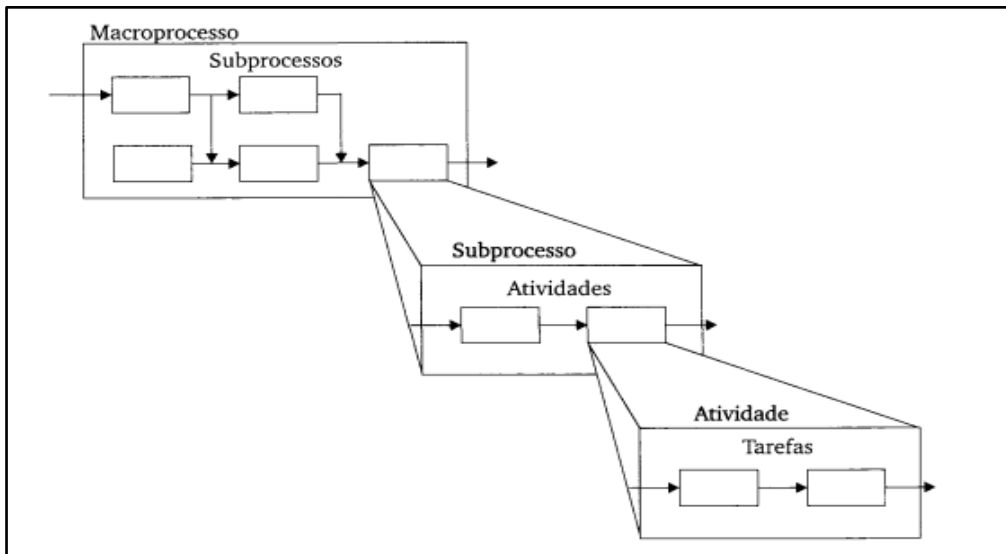 Macroprocesso
Subprocessos
Subprocesso
Atividades
Atividade
Tarefas